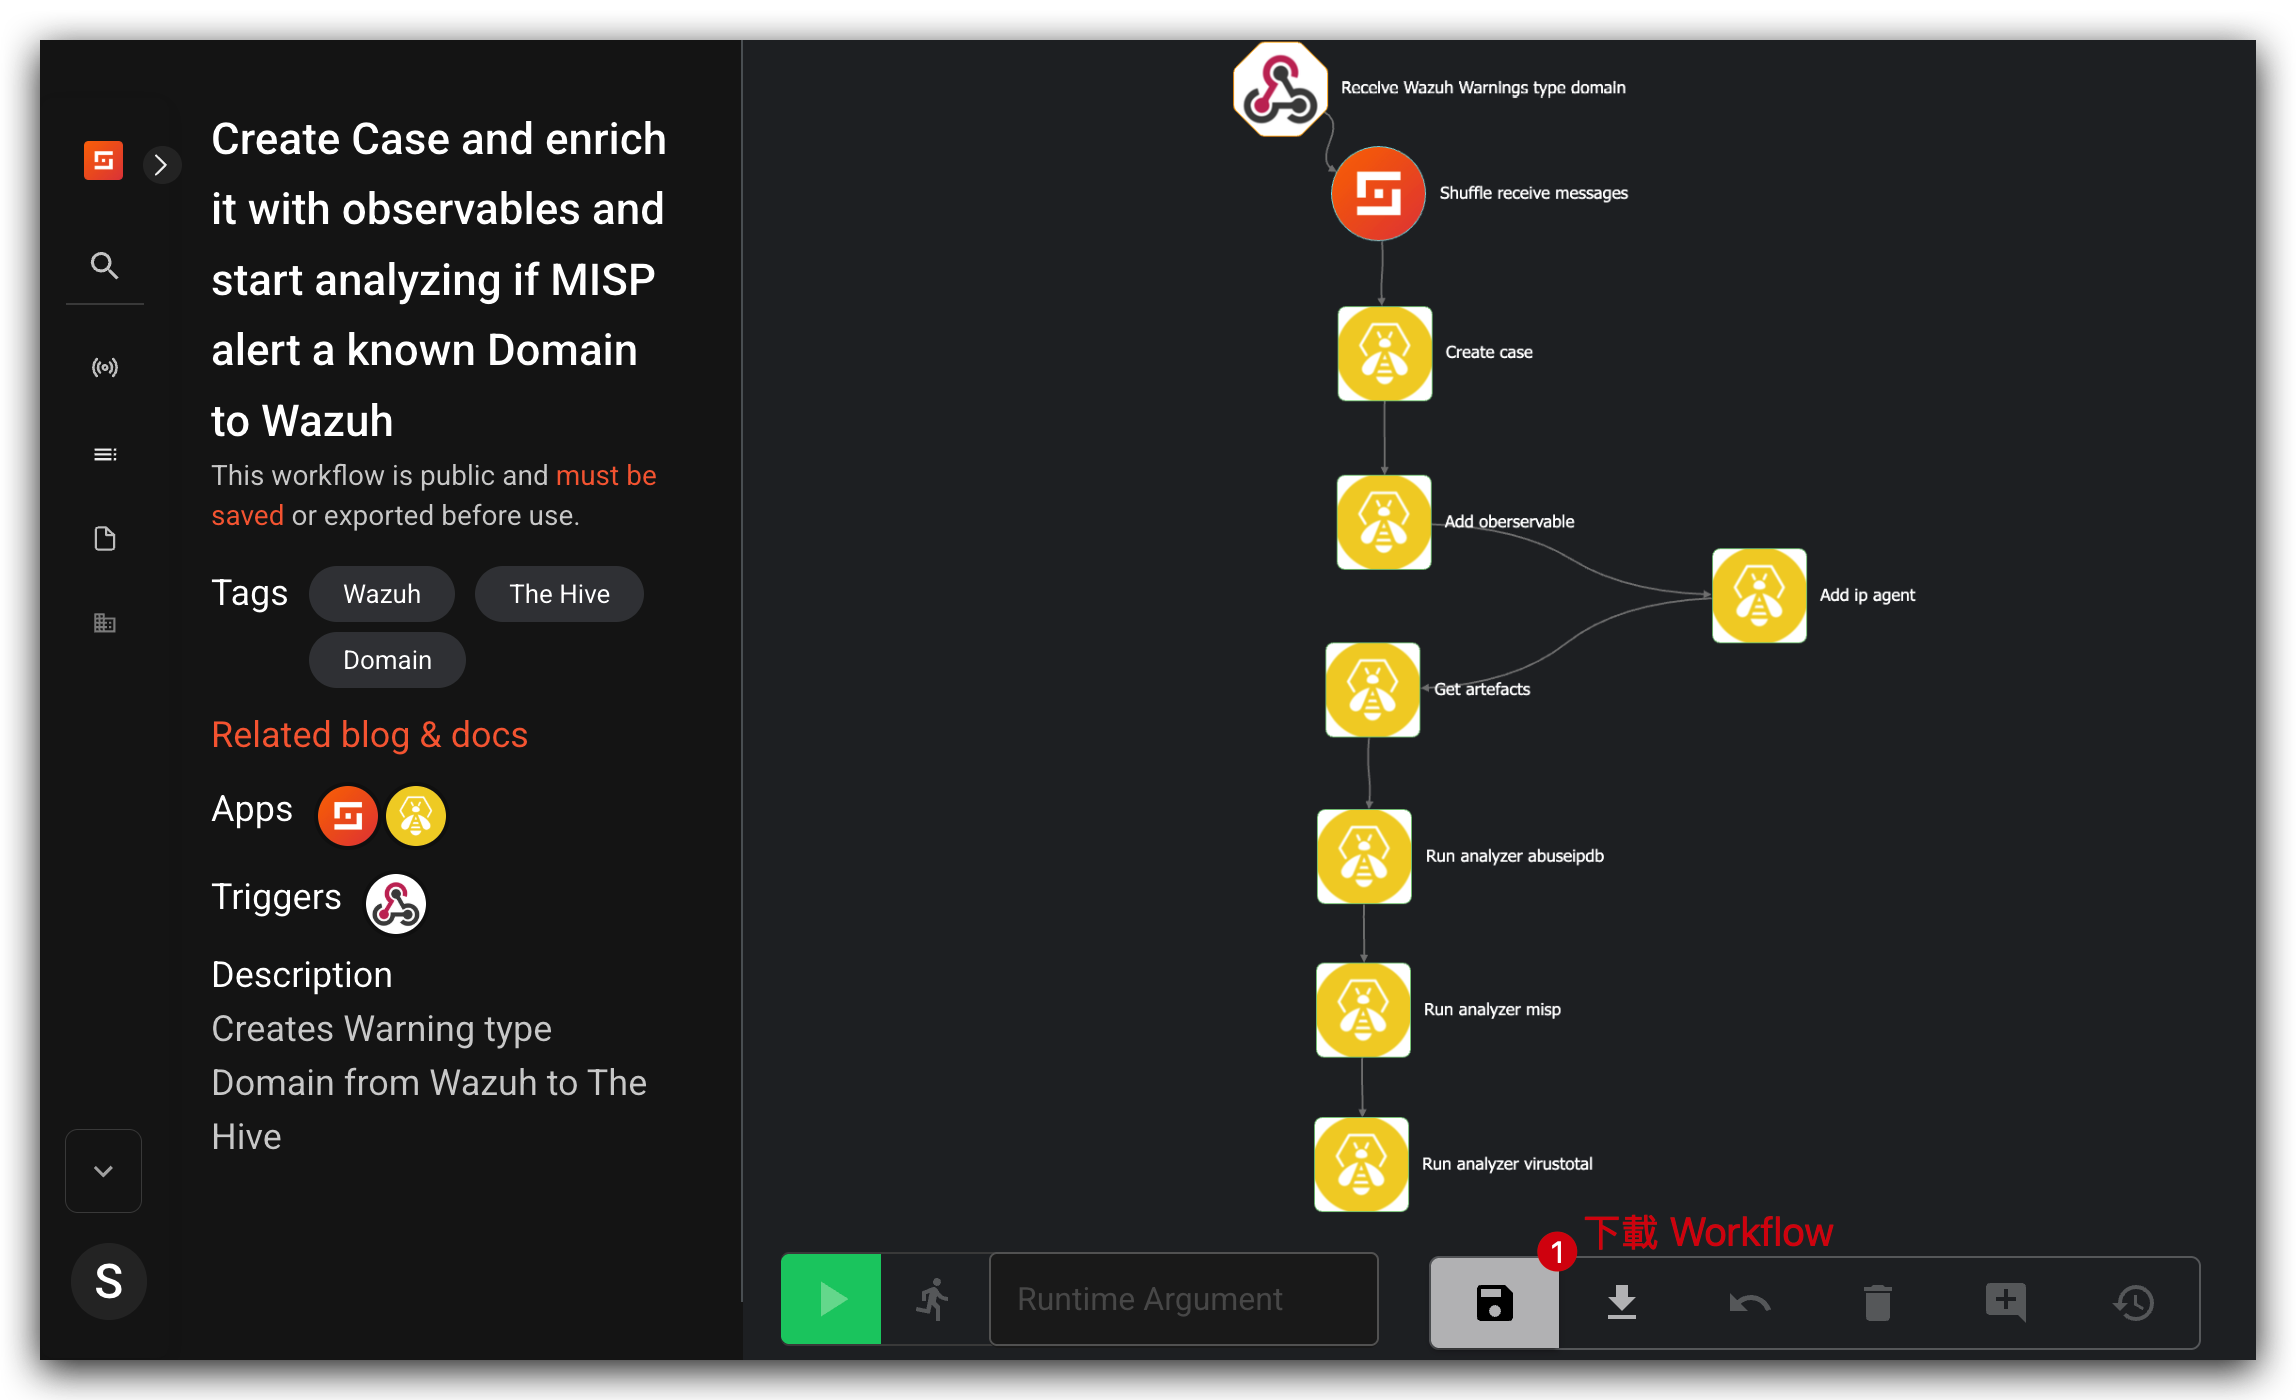 Create Case and enrich
it with observables and
start analyzing if MISP
alert a known Domain
to Wazuh
This workflow is public and must be
saved or exported before use.
Tags
Wazuh
The Hive
Domain
Related blog & docs
Apps
Triggers
Description
Creates Warning type
Domain from Wazuh to The
Hive
S
Receive Wazuh Warnings type domain
Shuffle receive messages
Create case
Add oberservable
Add ip agent
Get artefacts
Run analyzer abuseipdb
Run analyzer misp
Run analyzer virustotal
1 下載 Workflow
Runtime Argument